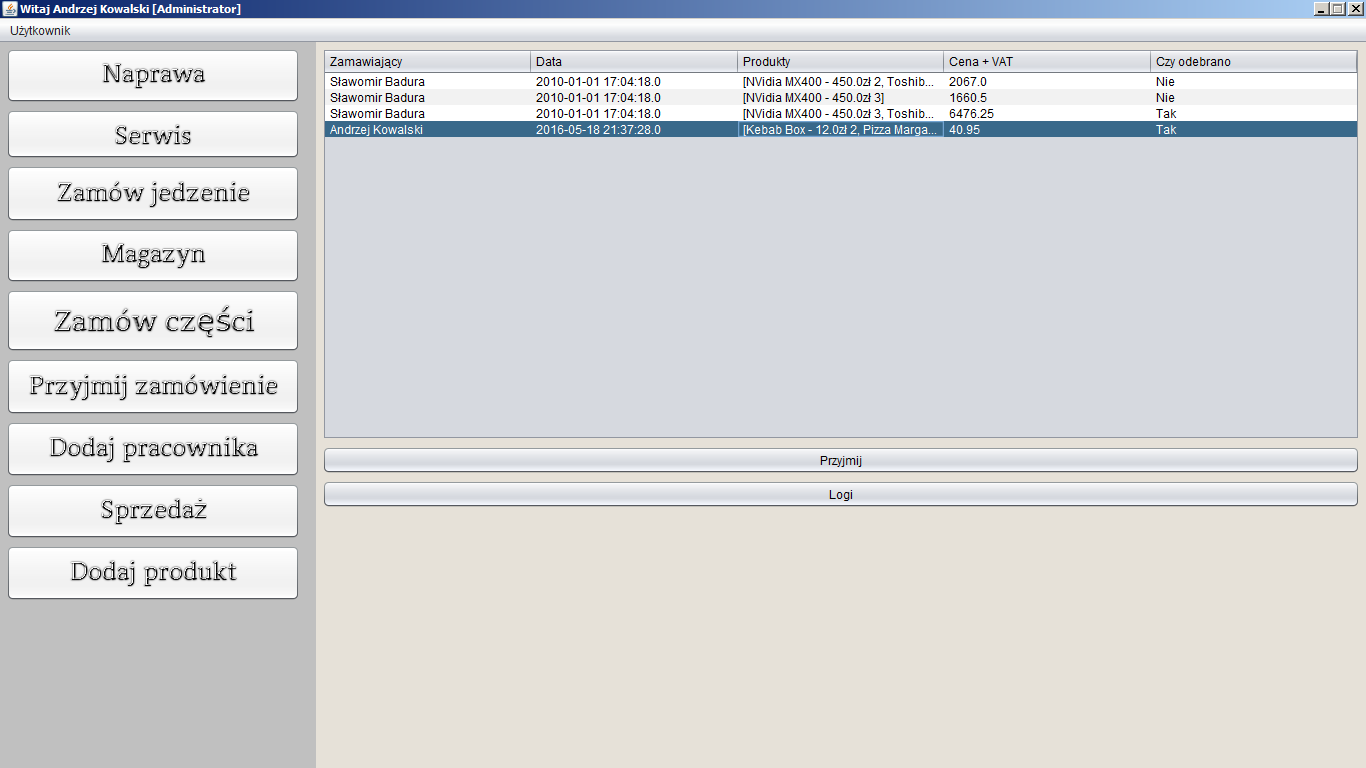 Witaj Andrzej Kowalski [Administrator]
Użytkownik
Naprawa
Serwis
Zamów jedzenie
Magazyn
Zamów części
Przyjmij zamówienie
Dodaj pracownika
Sprzedaż
Dodaj produkt
Zamawiający Data Produkty Cena + VAT Czy odebrano
Sławomir Badura 2010-01-01 17:04:18.0 [NVidia MX400 - 450.0zł 2, Toshib... 2067.0 Nie
Sławomir Badura 2010-01-01 17:04:18.0 [NVidia MX400 - 450.0zł 3] 1660.5 Nie
Sławomir Badura 2010-01-01 17:04:18.0 [NVidia MX400 - 450.0zł 3, Toshib... 6476.25 Tak
Andrzej Kowalski 2016-05-18 21:37:28.0 [Kebab Box - 12.0zł 2, Pizza Marga... 40.95 Tak
Przyjmij
Logi